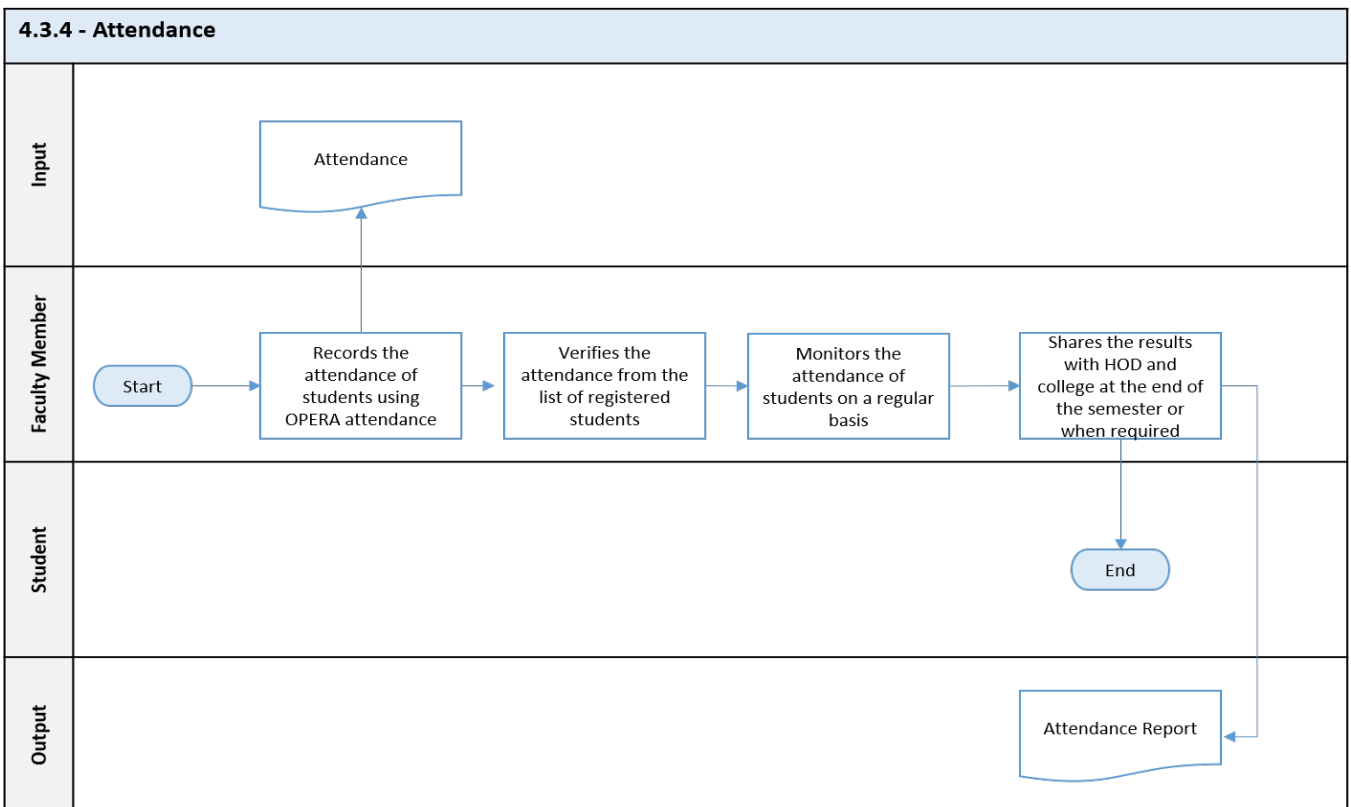 4.3.4 - Attendance
Input
Attendance
Faculty Member
Start
Records the
attendance of
students using
OPERA attendance
Verifies the
attendance from the
list of registered
students
Monitors the
attendance of
students on a regular
basis
Shares the results
with HOD and
college at the end of
the semester or
when required
Student
End
Output
Attendance Report